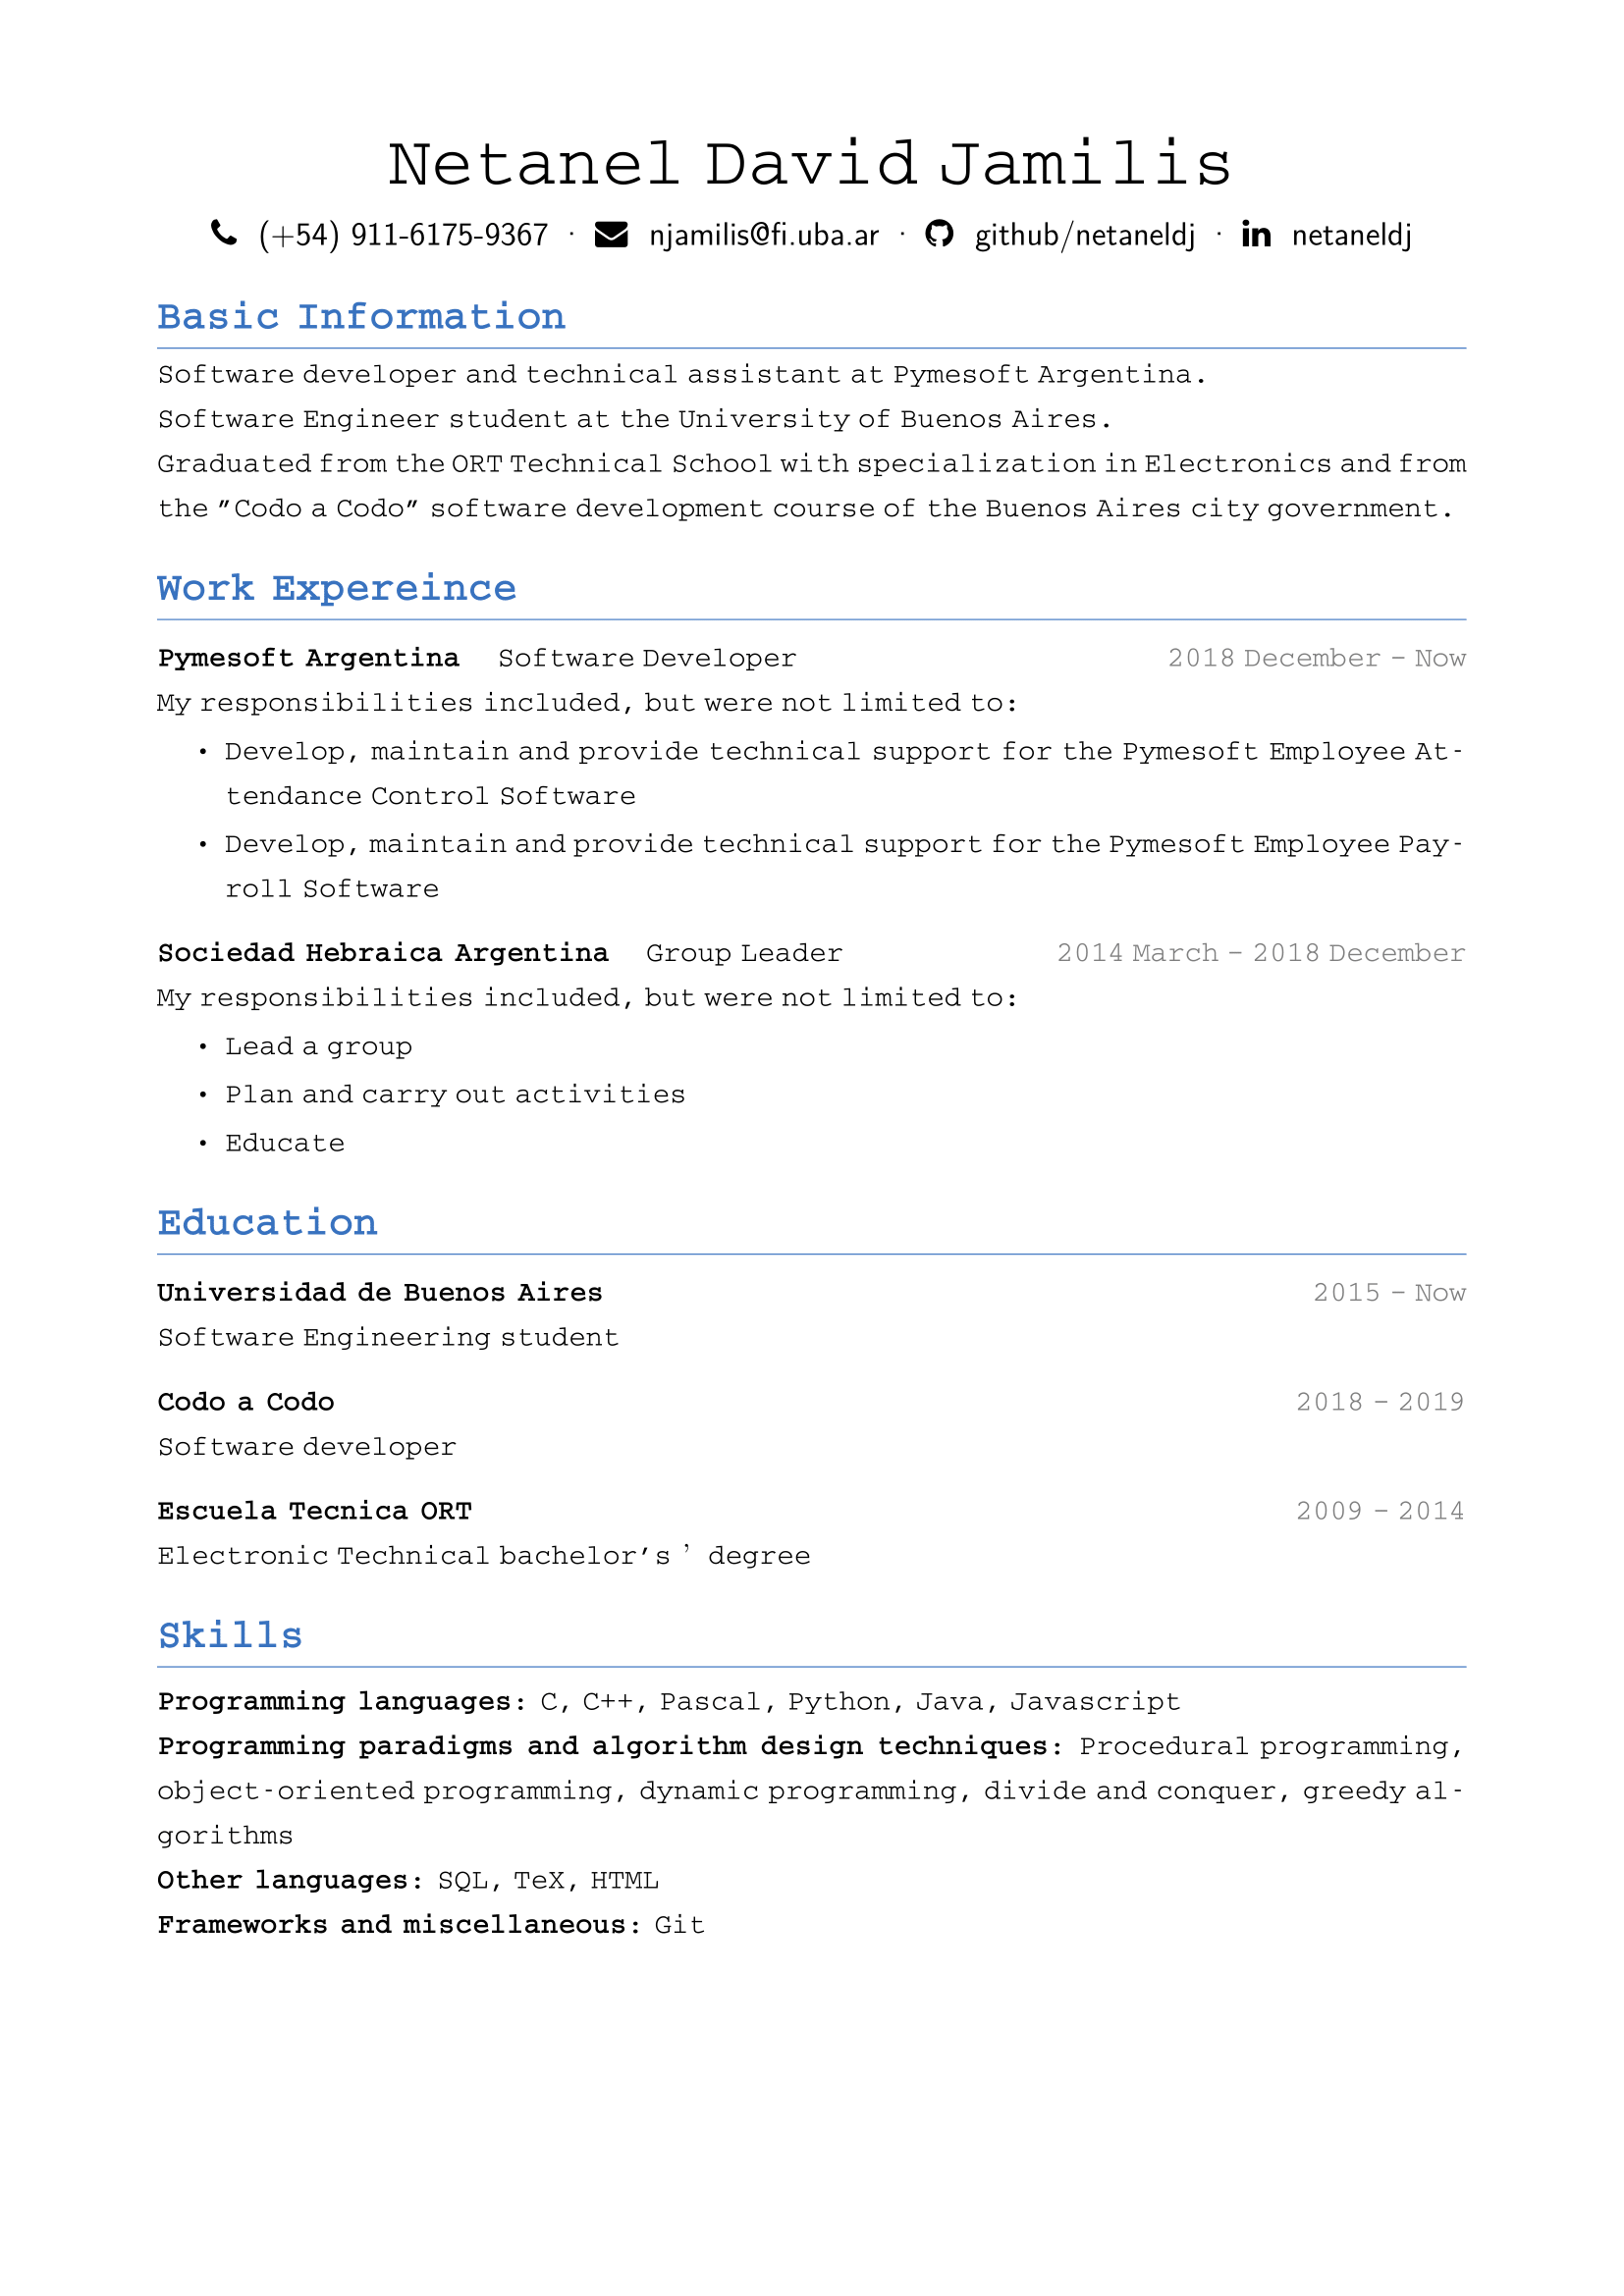 Netanel David Jamilis
(+54) 911-6175-9367 · njamilis@fi.uba.ar · github/netaneldj · netaneldj
Basic Information
Software developer and technical assistant at Pymesoft Argentina.
Software Engineer student at the University of Buenos Aires.
Graduated from the ORT Technical School with specialization in Electronics and from
the "Codo a Codo" software development course of the Buenos Aires city government.
Work Expereince
Pymesoft Argentina Software Developer 2018 December – Now
My responsibilities included, but were not limited to:
• Develop, maintain and provide technical support for the Pymesoft Employee At-
tendance Control Software
• Develop, maintain and provide technical support for the Pymesoft Employee Pay-
roll Software
Sociedad Hebraica Argentina Group Leader 2014 March – 2018 December
My responsibilities included, but were not limited to:
• Lead a group
• Plan and carry out activities
• Educate
Education
Universidad de Buenos Aires 2015 – Now
Software Engineering student
Codo a Codo 2018 – 2019
Software developer
Escuela Tecnica ORT 2009 – 2014
Electronic Technical bachelor's ’ degree
Skills
Programming languages: C, C++, Pascal, Python, Java, Javascript
Programming paradigms and algorithm design techniques: Procedural programming,
object-oriented programming, dynamic programming, divide and conquer, greedy al-
gorithms
Other languages: SQL, TeX, HTML
Frameworks and miscellaneous: Git